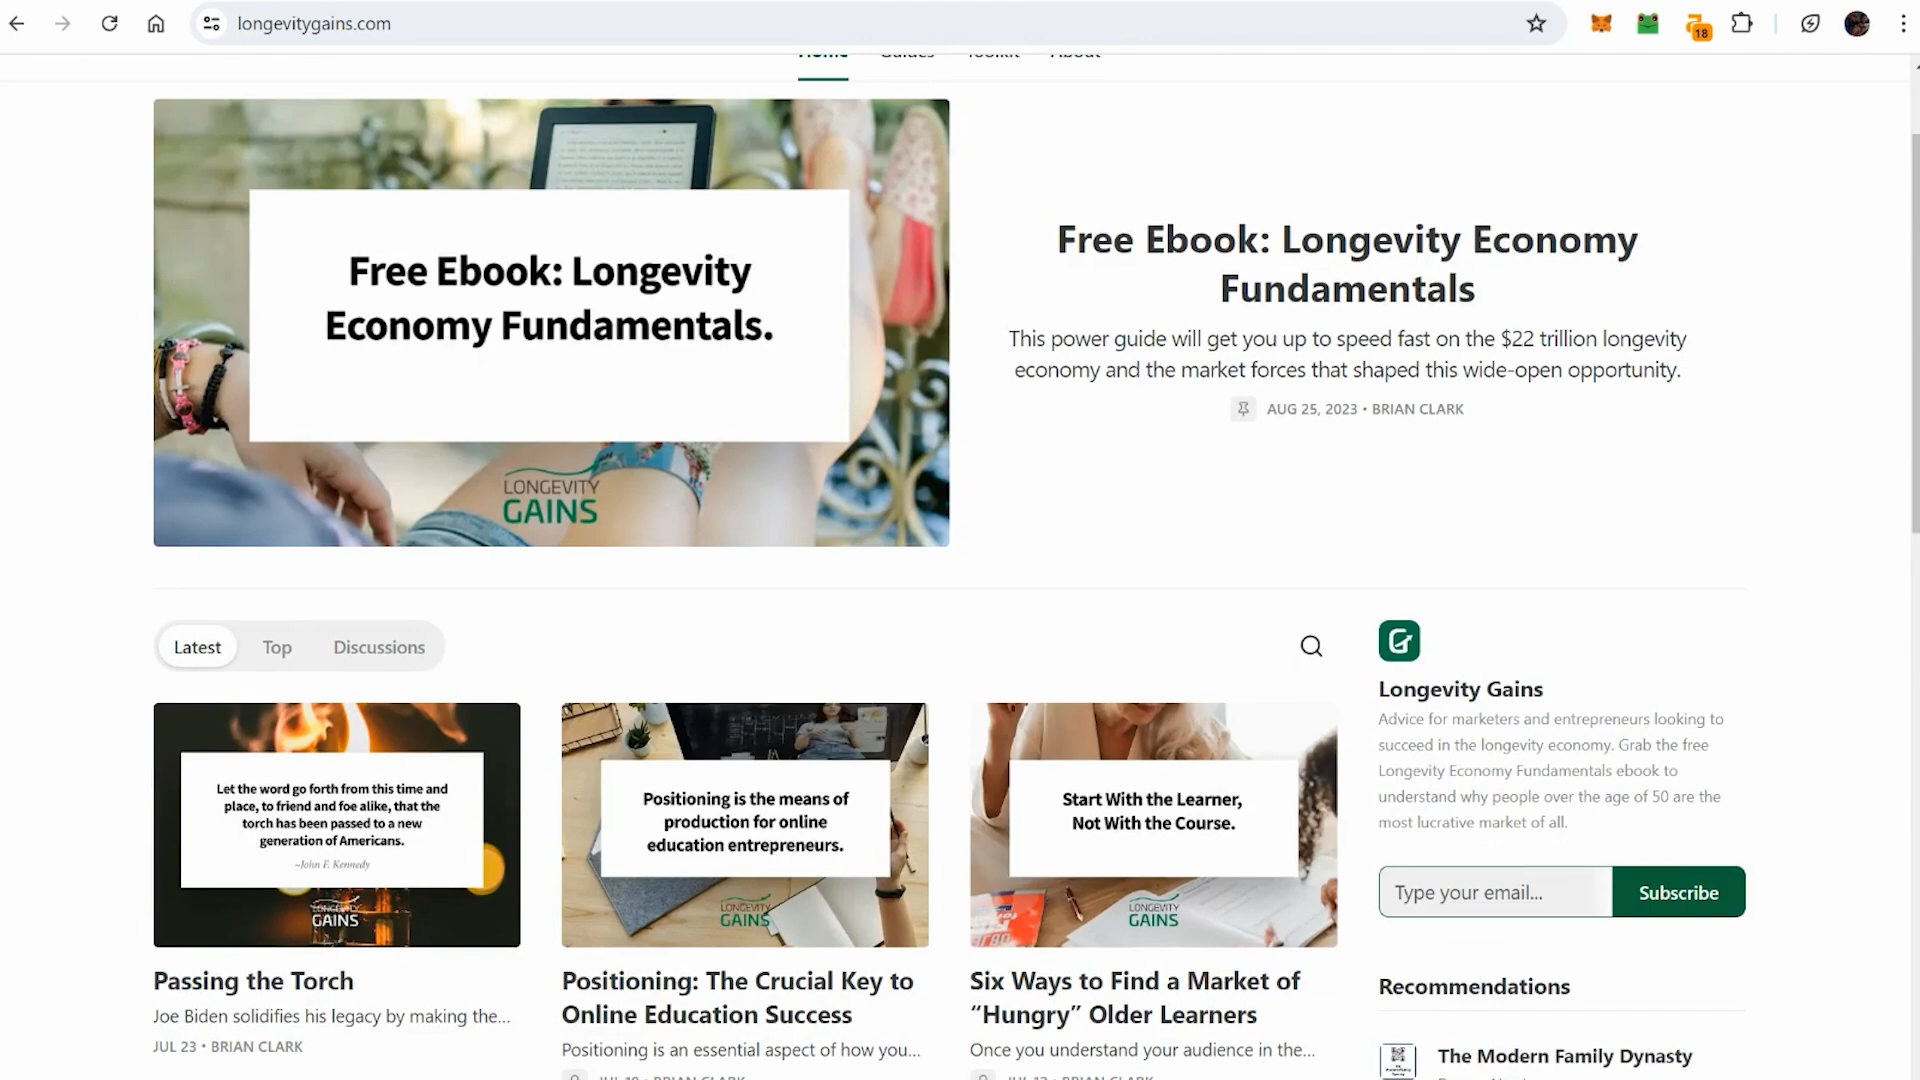 longevitygains.com
18
Home Guides Toolkit About
Free Ebook: Longevity
Economy Fundamentals.
LONGEVITY
GAINS
Free Ebook: Longevity Economy
Fundamentals
This power guide will get you up to speed fast on the $22 trillion longevity
economy and the market forces that shaped this wide-open opportunity.
AUG 25, 2023 • BRIAN CLARK
Latest Top Discussions
Let the word go forth from this time and
place, to friend and foe alike, that the
torch has been passed to a new
generation of Americans.
~John F. Kennedy
LONGEVITY
GAINS
Passing the Torch
Joe Biden solidifies his legacy by making the...
JUL 23 • BRIAN CLARK
Positioning is the means of
production for online
education entrepreneurs.
LONGEVITY
GAINS
Positioning: The Crucial Key to
Online Education Success
Positioning is an essential aspect of how you...
Start With the Learner,
Not With the Course.
LONGEVITY
GAINS
Six Ways to Find a Market of
“Hungry” Older Learners
Once you understand your audience in the...
Longevity Gains
Advice for marketers and entrepreneurs looking to
succeed in the longevity economy. Grab the free
Longevity Economy Fundamentals ebook to
understand why people over the age of 50 are the
most lucrative market of all.
Type your email...
Subscribe
Recommendations
The Modern Family Dynasty